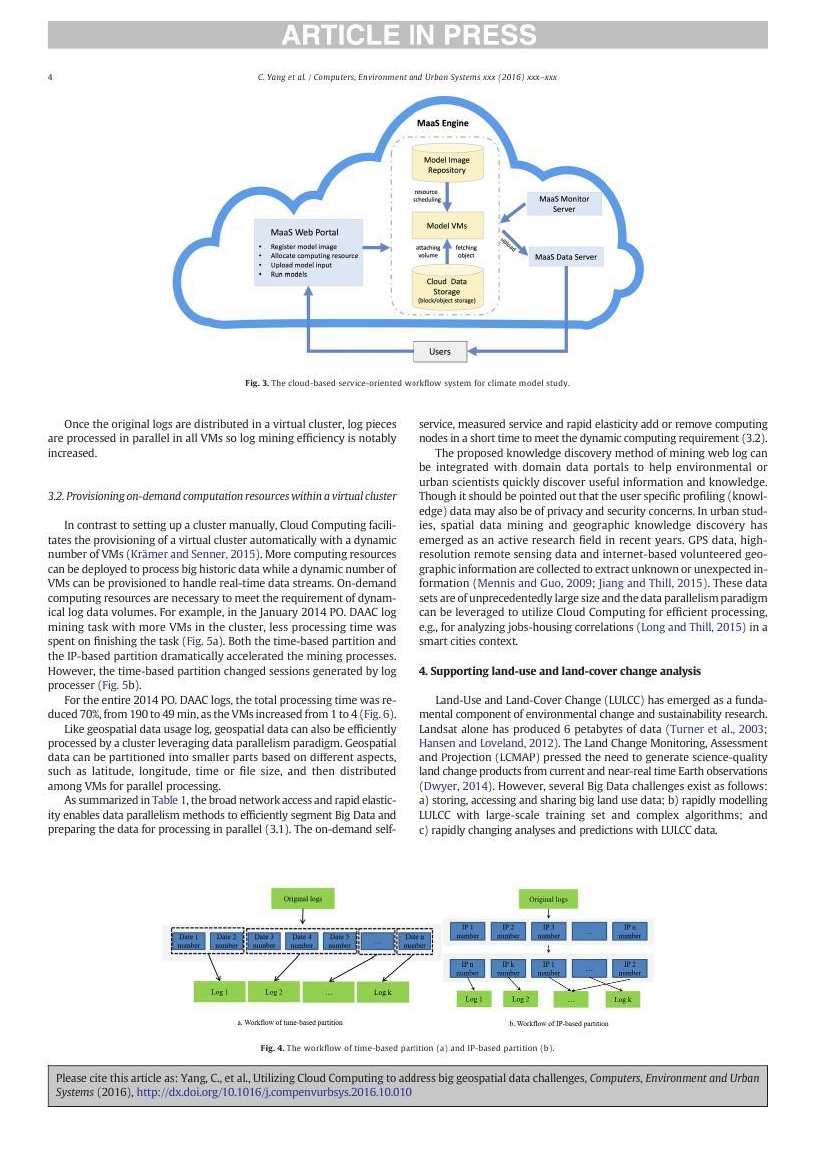 ARTICLE IN PRESS
4
C. Yang et al. / Computers, Environment and Urban Systems xxx (2016) xxx–xxx
MaaS Engine
Model Image
Repository
resource
scheduling
Model VMs
attaching
volume
fetching
object
Cloud Data
Storage
(block/object storage)
MaaS Web Portal
• Register model image
• Allocate computing resource
• Upload model input
• Run models
MaaS Monitor
Server
upload
MaaS Data Server
Users
Fig. 3. The cloud-based service-oriented workflow system for climate model study.
Once the original logs are distributed in a virtual cluster, log pieces
are processed in parallel in all VMs so log mining efficiency is notably
increased.
3.2. Provisioning on-demand computation resources within a virtual cluster
In contrast to setting up a cluster manually, Cloud Computing facili-
tates the provisioning of a virtual cluster automatically with a dynamic
number of VMs (Krämer and Senner, 2015). More computing resources
can be deployed to process big historic data while a dynamic number of
VMs can be provisioned to handle real-time data streams. On-demand
computing resources are necessary to meet the requirement of dynam-
ical log data volumes. For example, in the January 2014 PO. DAAC log
mining task with more VMs in the cluster, less processing time was
spent on finishing the task (Fig. 5a). Both the time-based partition and
the IP-based partition dramatically accelerated the mining processes.
However, the time-based partition changed sessions generated by log
processer (Fig. 5b).
For the entire 2014 PO. DAAC logs, the total processing time was re-
duced 70%, from 190 to 49 min, as the VMs increased from 1 to 4 (Fig. 6).
Like geospatial data usage log, geospatial data can also be efficiently
processed by a cluster leveraging data parallelism paradigm. Geospatial
data can be partitioned into smaller parts based on different aspects,
such as latitude, longitude, time or file size, and then distributed
among VMs for parallel processing.
As summarized in Table 1, the broad network access and rapid elastic-
ity enables data parallelism methods to efficiently segment Big Data and
preparing the data for processing in parallel (3.1). The on-demand self-
service, measured service and rapid elasticity add or remove computing
nodes in a short time to meet the dynamic computing requirement (3.2).
The proposed knowledge discovery method of mining web log can
be integrated with domain data portals to help environmental or
urban scientists quickly discover useful information and knowledge.
Though it should be pointed out that the user specific profiling (knowl-
edge) data may also be of privacy and security concerns. In urban stud-
ies, spatial data mining and geographic knowledge discovery has
emerged as an active research field in recent years. GPS data, high-
resolution remote sensing data and internet-based volunteered geo-
graphic information are collected to extract unknown or unexpected in-
formation (Mennis and Guo, 2009; Jiang and Thill, 2015). These data
sets are of unprecedentedly large size and the data parallelism paradigm
can be leveraged to utilize Cloud Computing for efficient processing,
e.g., for analyzing jobs-housing correlations (Long and Thill, 2015) in a
smart cities context.
4. Supporting land-use and land-cover change analysis
Land-Use and Land-Cover Change (LULCC) has emerged as a funda-
mental component of environmental change and sustainability research.
Landsat alone has produced 6 petabytes of data (Turner et al., 2003;
Hansen and Loveland, 2012). The Land Change Monitoring, Assessment
and Projection (LCMAP) pressed the need to generate science-quality
land change products from current and near-real time Earth observations
(Dwyer, 2014). However, several Big Data challenges exist as follows:
a) storing, accessing and sharing big land use data; b) rapidly modelling
LULCC with large-scale training set and complex algorithms; and
c) rapidly changing analyses and predictions with LULCC data.
Original logs
Date 1 number Date 2 number Date 3 number Date 4 number Date 5 number ... Date n number
Log 1 Log 2 ... Log k
a. Workflow of time-based partition
Original logs
IP 1 number IP 2 number IP 3 number ... IP n number
IP n number IP k number IP 1 number ... IP 2 number
Log 1 Log 2 ... Log k
b. Workflow of IP-based partition
Fig. 4. The workflow of time-based partition (a) and IP-based partition (b).
Please cite this article as: Yang, C., et al., Utilizing Cloud Computing to address big geospatial data challenges, Computers, Environment and Urban
Systems (2016), http://dx.doi.org/10.1016/j.compenvurbsys.2016.10.010